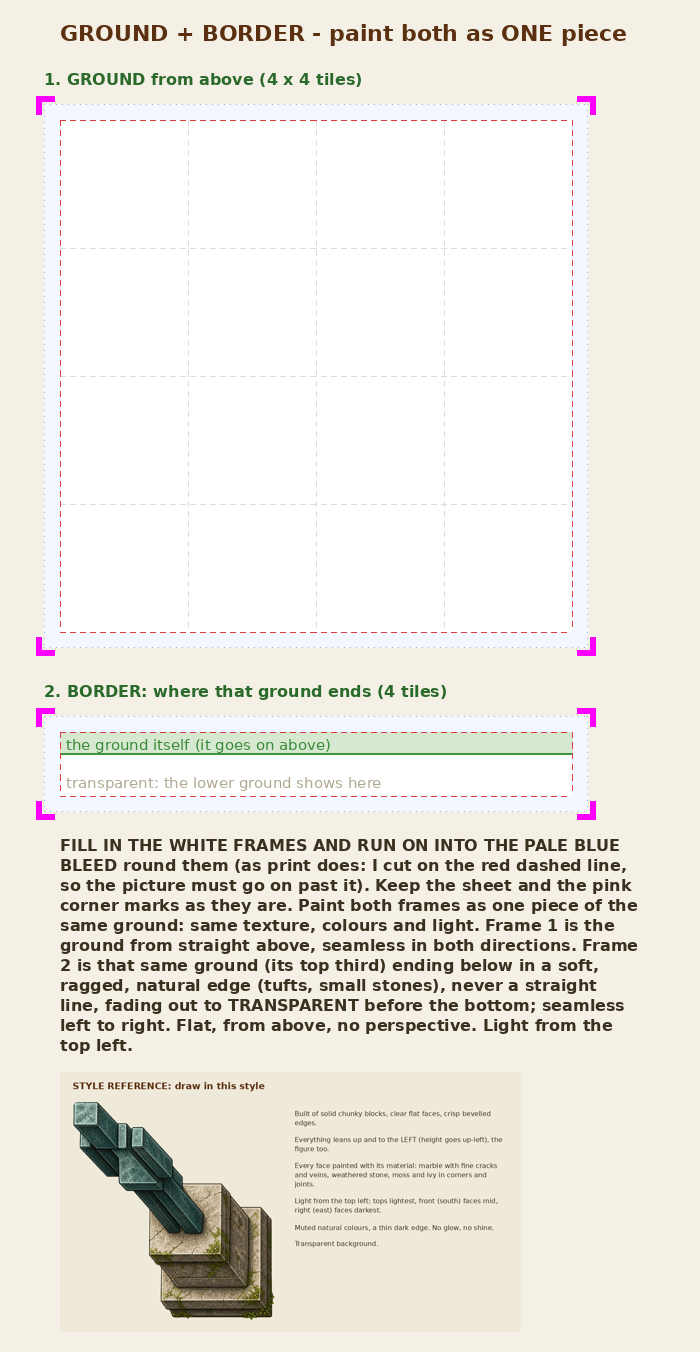 GROUND + BORDER - paint both as ONE piece
1. GROUND from above (4 x 4 tiles)
2. BORDER: where that ground ends (4 tiles)
the ground itself (it goes on above)
transparent: the lower ground shows here
FILL IN THE WHITE FRAMES AND RUN ON INTO THE PALE BLUE
BLEED round them (as print does: I cut on the red dashed line,
so the picture must go on past it). Keep the sheet and the pink
corner marks as they are. Paint both frames as one piece of the
same ground: same texture, colours and light. Frame 1 is the
ground from straight above, seamless in both directions. Frame
2 is that same ground (its top third) ending below in a soft,
ragged, natural edge (tufts, small stones), never a straight
line, fading out to TRANSPARENT before the bottom; seamless
left to right. Flat, from above, no perspective. Light from the
top left.
STYLE REFERENCE: draw in this style
Built of solid chunky blocks, clear flat faces, crisp bevelled
edges.
Everything leans up and to the LEFT (height goes up-left), the
figure too.
Every face painted with its material: marble with fine cracks
and veins, weathered stone, moss and ivy in corners and
joints.
Light from the top left: tops lightest, front (south) faces mid,
right (east) faces darkest.
Muted natural colours, a thin dark edge. No glow, no shine.
Transparent background.